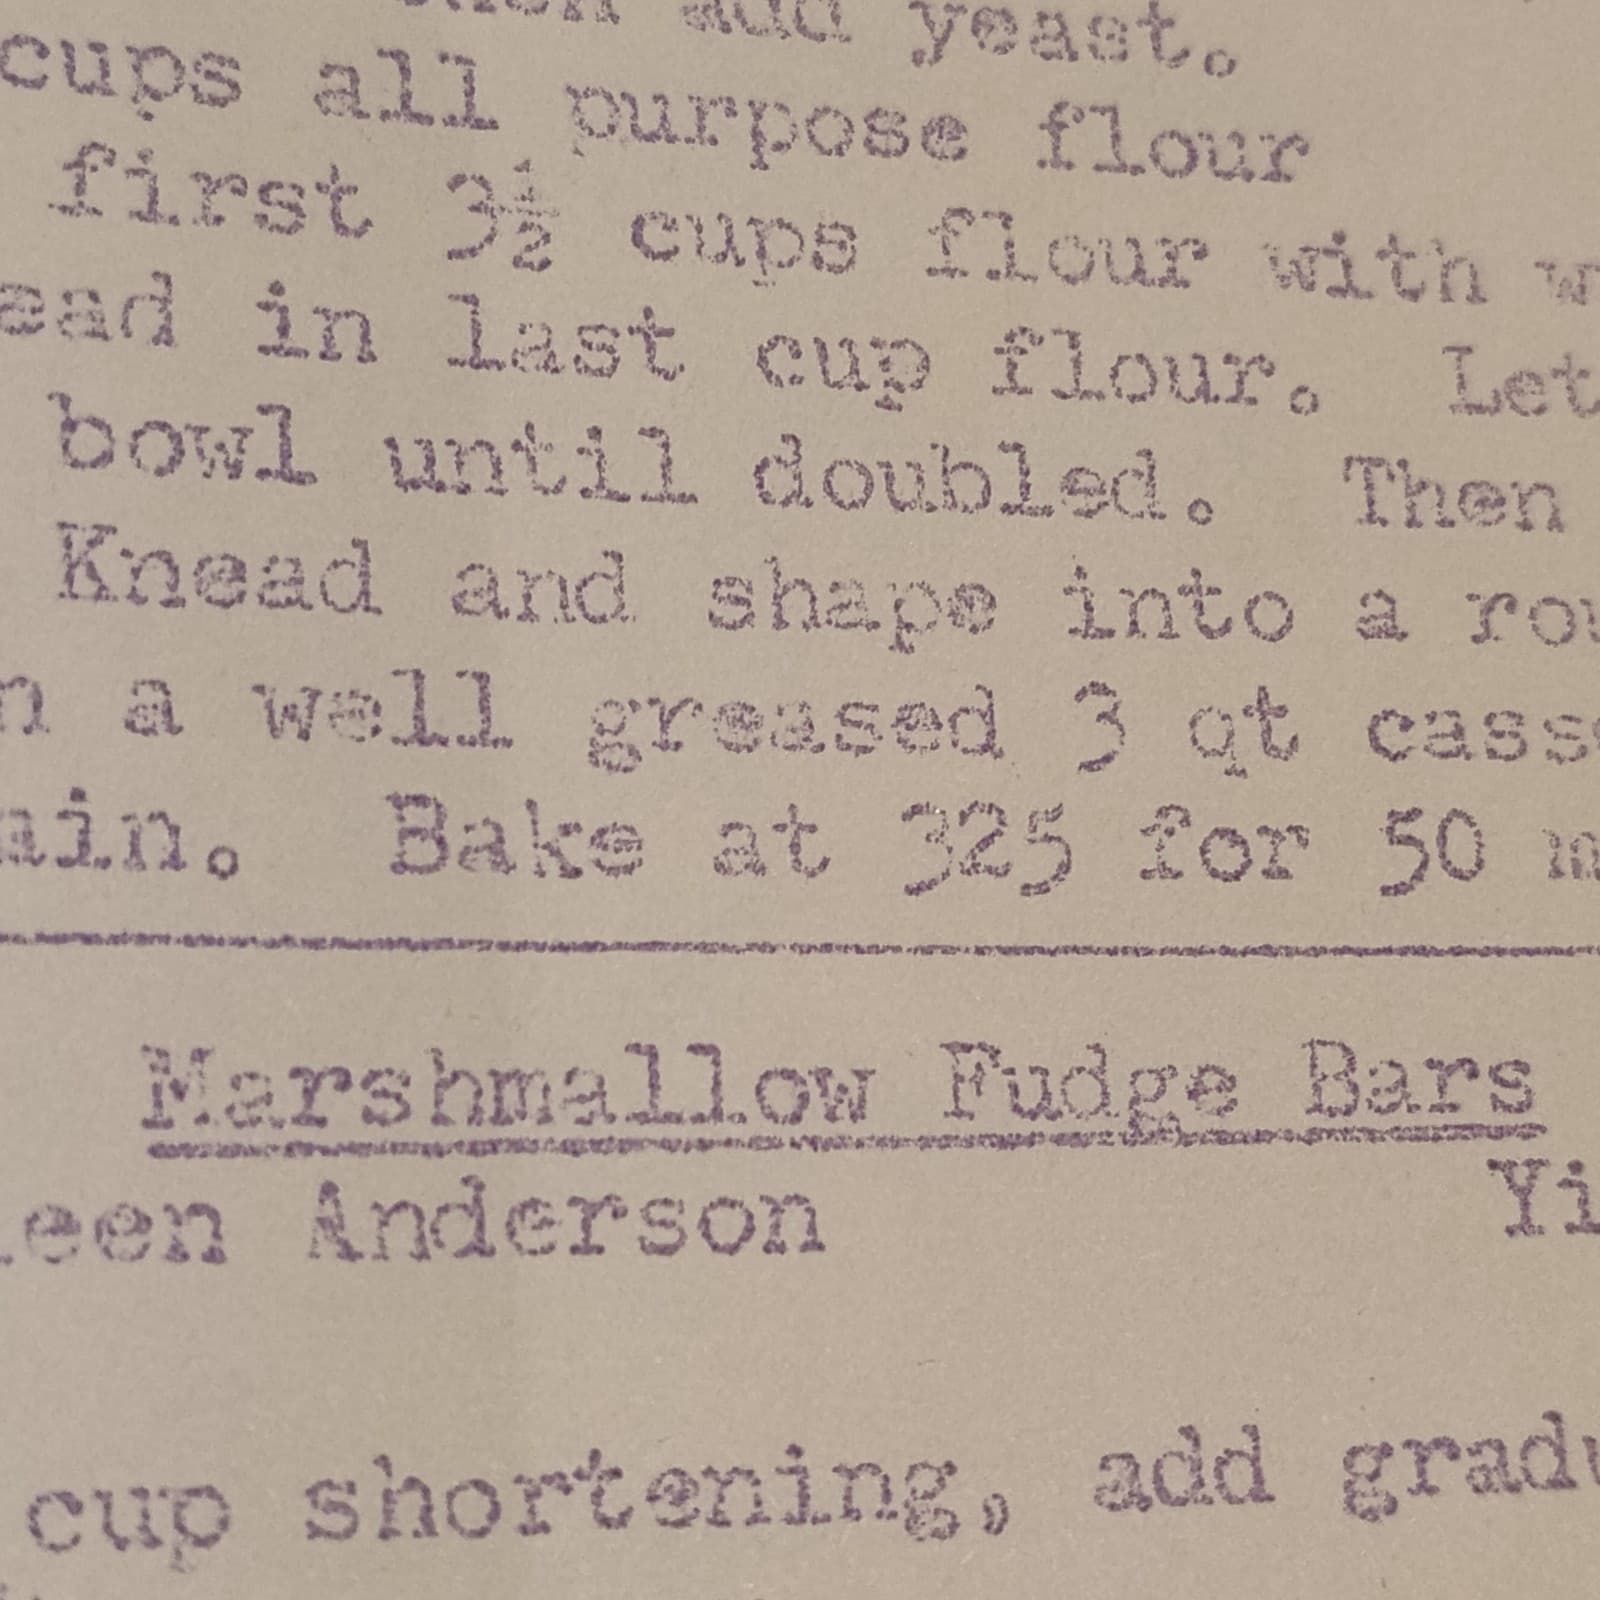 add yeast.
cups all purpose flour
first 3½ cups flour with
in last cup flour.  Let
bowl until doubled.  Then
Knead and shape into a
a well greased 3 qt
Bake at 325 for 50
Marshmallow Fudge Bars
Anderson
cup shortening, add